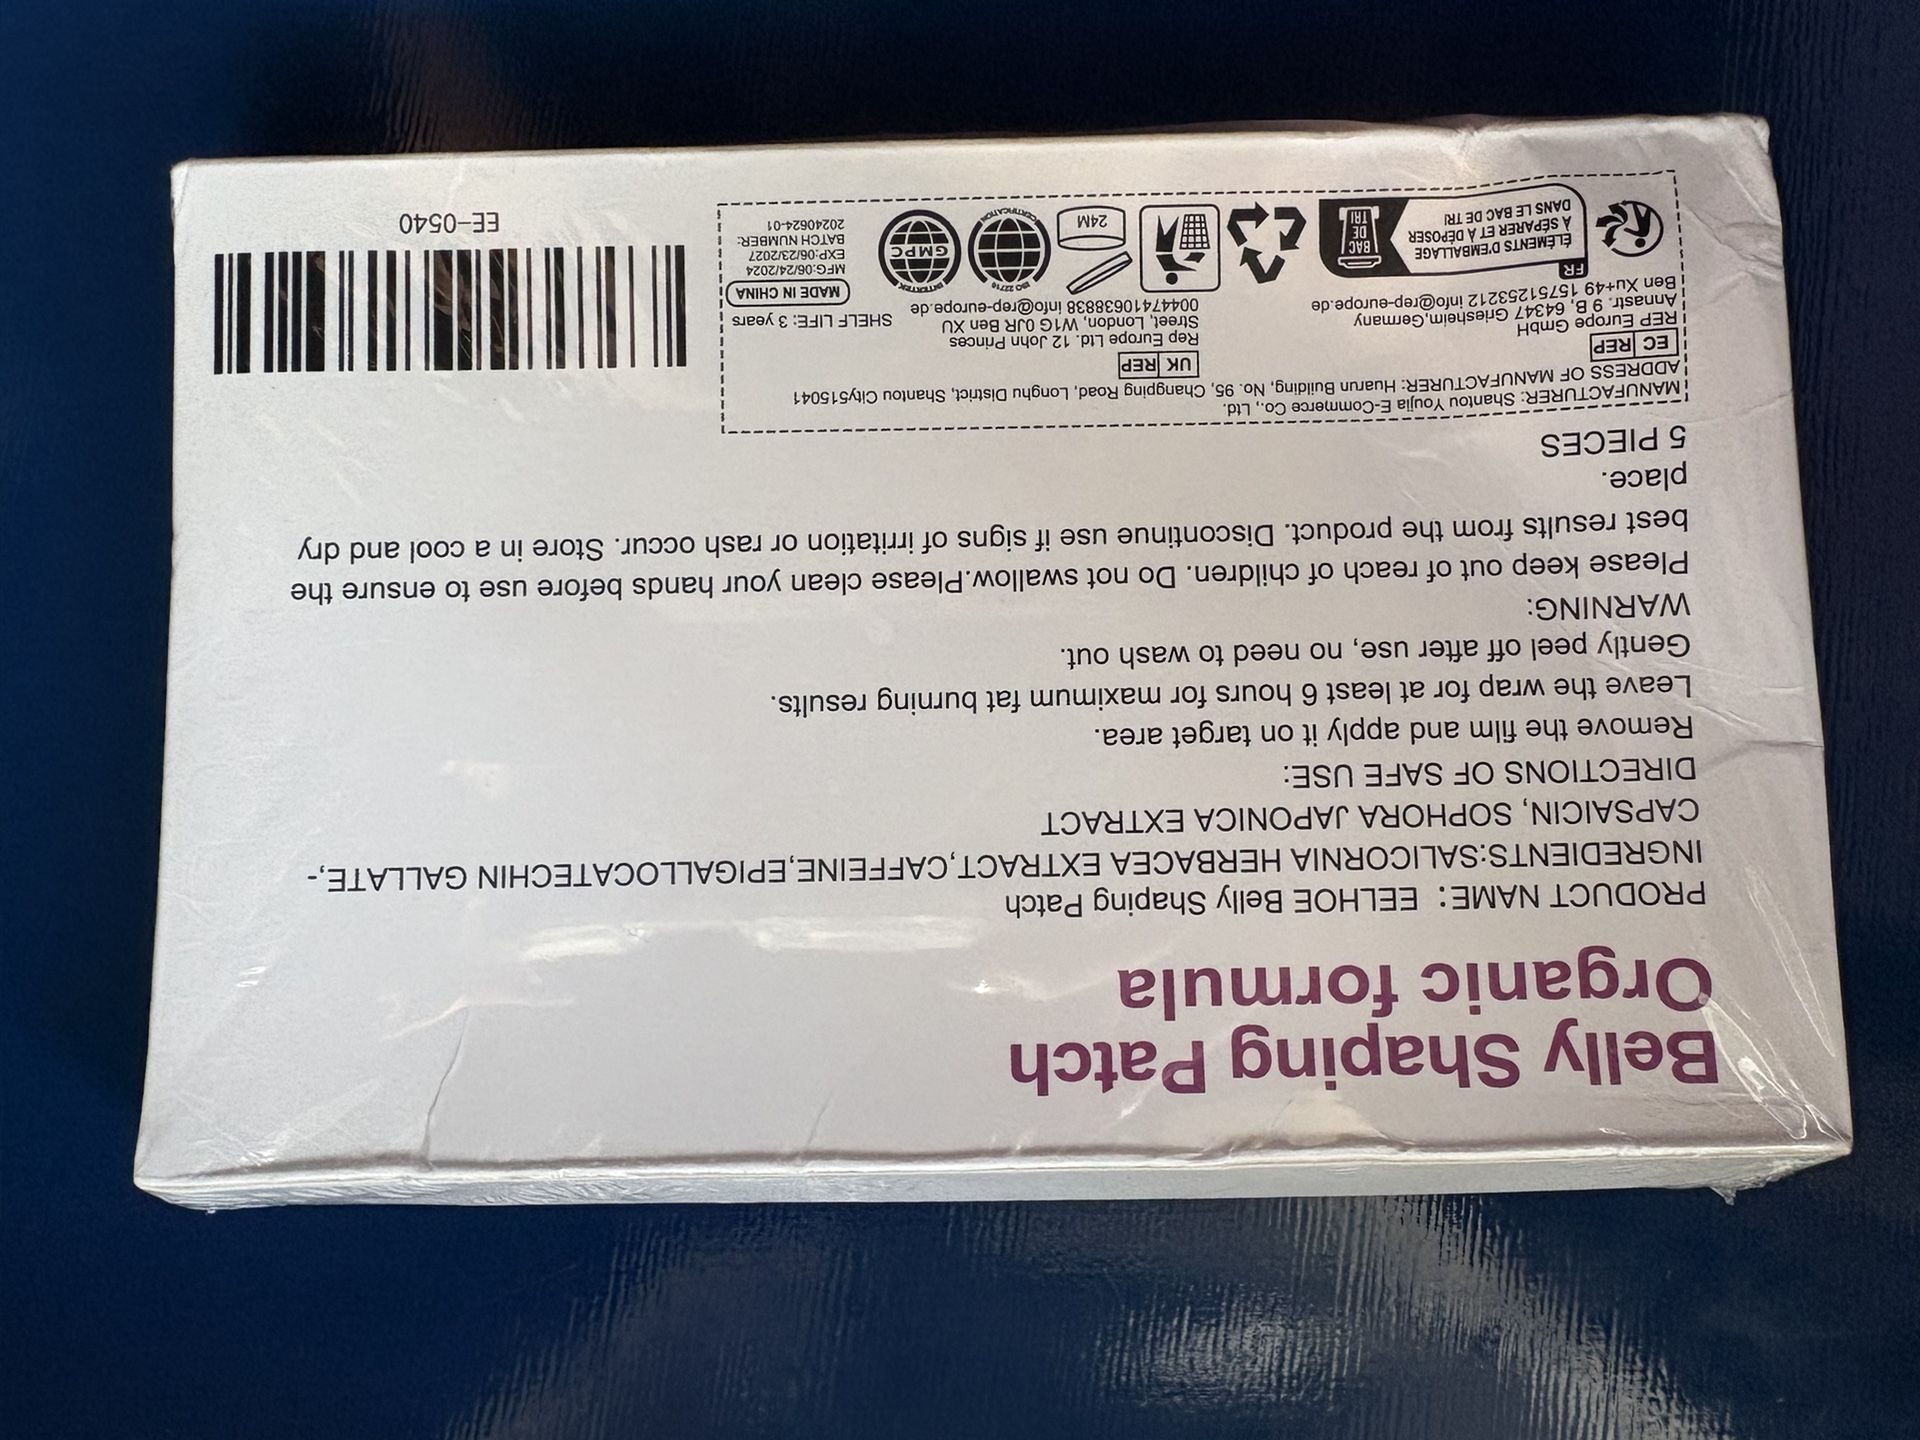 Belly Shaping Patch
Organic formula
PRODUCT NAME: EELHOE Belly Shaping Patch
INGREDIENTS:SALICORNIA HERBACEA EXTRACT,CAFFEINE,EPIGALLOCATECHIN GALLATE,-
CAPSAICIN, SOPHORA JAPONICA EXTRACT
DIRECTIONS OF SAFE USE:
Remove the film and apply it on target area.
Leave the wrap for at least 6 hours for maximum fat burning results.
Gently peel off after use, no need to wash out.
WARNING:
Please keep out of reach of children. Do not swallow.Please clean your hands before use to ensure the
best results from the product. Discontinue use if signs of irritation or rash occur. Store in a cool and dry
place.
5 PIECES
MANUFACTURER: Shantou Youjia E-Commerce Co., Ltd.
ADDRESS OF MANUFACTURER: Huarun Building, No. 95, Changping Road, Longhu District, Shantou City515041
EC REP
REP Europe GmbH
Annastr. 9 B, 64347 Griesheim,Germany
Ben Xu+49 15751253212 info@rep-europe.de
UK REP
Rep Europe Ltd. 12 John Princes
Street, London, W1G 0JR Ben XU
00447410638838 info@rep-europe.de
SHELF LIFE: 3 years
MADE IN CHINA
MFG:06/24/2024
EXP:06/23/2027
BATCH NUMBER:
20240624-01
FR
ÉLÉMENTS D'EMBALLAGE
À SÉPARER ET À DÉPOSER
DANS LE BAC DE TRI
BAC
DE
TRI
24M
ISO 22716
CERTIFICATION
INTERTEK
GMPC
EE-0540